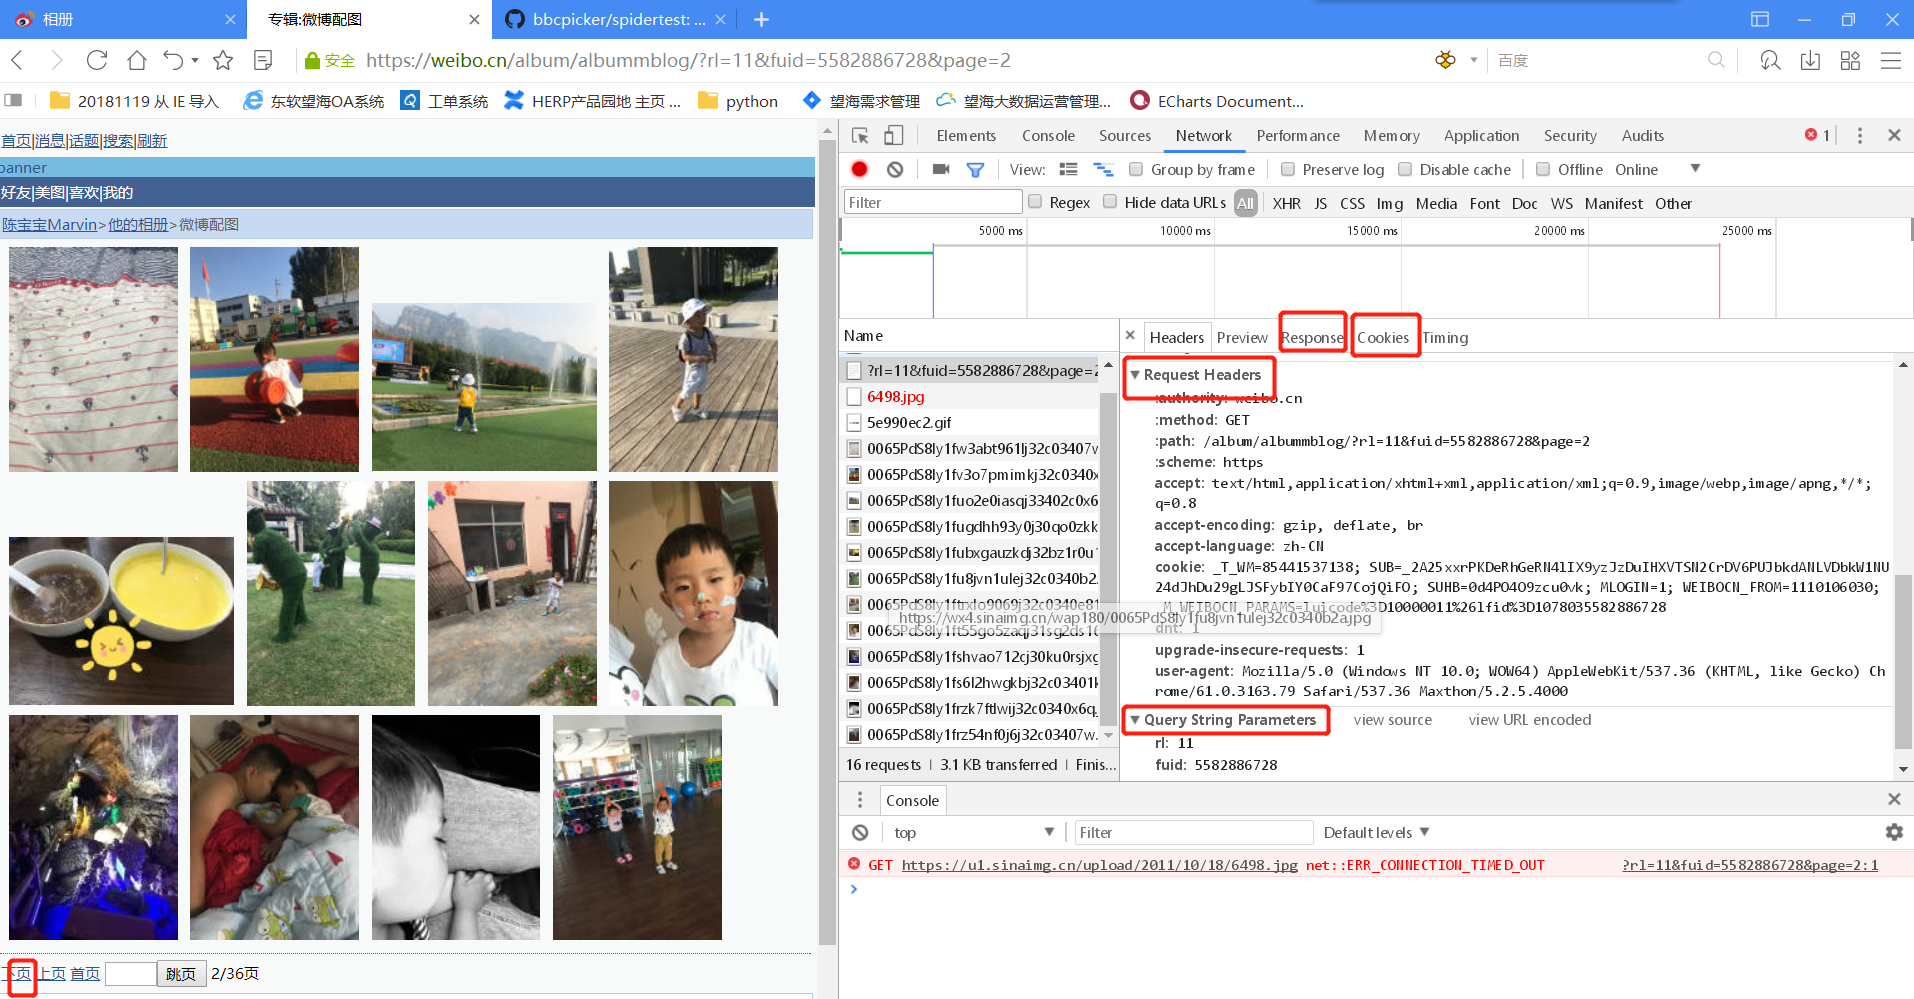 相册
专辑:微博配图
bbcpicker/spidertest: ...
安全
https://weibo.cn/album/albummblog/?rl=11&fuid=5582886728&page=2
百度
20181119 从 IE 导入
东软望海OA系统
工单系统
HERP产品园地 主页 ...
python
望海需求管理
望海大数据运营管理...
ECharts Document...
首页|消息|话题|搜索|刷新
banner
好友|美图|喜欢|我的
陈宝宝Marvin>他的相册>微博配图
下页 上页 首页 跳页 2/36页
Elements Console Sources Network Performance Memory Application Security Audits 1
View: Group by frame Preserve log Disable cache Offline Online
Filter Regex Hide data URLs All XHR JS CSS Img Media Font Doc WS Manifest Other
5000 ms 10000 ms 15000 ms 20000 ms 25000 ms
Name
?rl=11&fuid=5582886728&page=2
6498.jpg
5e990ec2.gif
0065PdS8ly1fw3abt961lj32c03407w
0065PdS8ly1fv3o7pmimkj32c0340x
0065PdS8ly1fuo2e0iasqj33402c0x6
0065PdS8ly1fugdhh93y0j30qo0zkk
0065PdS8ly1fubxgauzkdj32bz1r0u1
0065PdS8ly1fu8jvn1ulej32c0340b2
0065PdS8ly1ftxlo9069j32c0340e81
0065PdS8ly1ft55go5zaqj31sg2ds16
0065PdS8ly1fshvao712cj30ku0rsjxg
0065PdS8ly1fs6l2hwgkbj32c03401k
0065PdS8ly1frzk7ftlwij32c0340x6q
0065PdS8ly1frz54nf0j6j32c03407w.
16 requests | 3.1 KB transferred | Finis...
Headers Preview Response Cookies Timing
Request Headers
:authority: weibo.cn
:method: GET
:path: /album/albummblog/?rl=11&fuid=5582886728&page=2
:scheme: https
accept: text/html,application/xhtml+xml,application/xml;q=0.9,image/webp,image/apng,*/*;
q=0.8
accept-encoding: gzip, deflate, br
accept-language: zh-CN
cookie: _T_WM=85441537138; SUB=_2A25xxrPKDeRhGeRN4lIX9yzJzDuIHXVTSN2CrDV6PUJbkdANLVDbkW1NU
24dJhDu29gLJSFybIY0CaF97CojQiFO; SUHB=0d4PO4O9zcu0vk; MLOGIN=1; WEIBOCN_FROM=1110106030;
M_WEIBOCN_PARAMS=luicode%3D10000011%26lfid%3D1078035582886728
https://wx4.sinaimg.cn/wap180/0065PdS8ly1fu8jvn1ulej32c0340b2a.jpg
dnt: 1
upgrade-insecure-requests: 1
user-agent: Mozilla/5.0 (Windows NT 10.0; WOW64) AppleWebKit/537.36 (KHTML, like Gecko) Ch
rome/61.0.3163.79 Safari/537.36 Maxthon/5.2.5.4000
Query String Parameters view source view URL encoded
rl: 11
fuid: 5582886728
Console
top Filter Default levels
GET https://u1.sinaimg.cn/upload/2011/10/18/6498.jpg net::ERR_CONNECTION_TIMED_OUT ?rl=11&fuid=5582886728&page=2:1